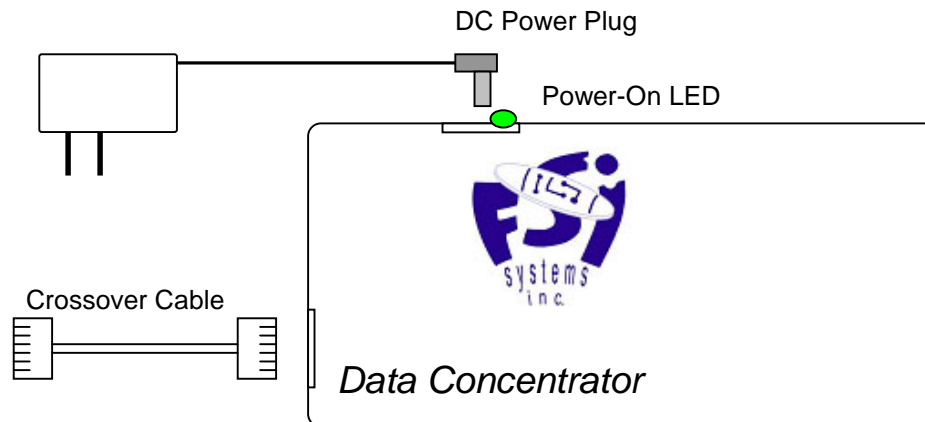 DC Power Plug
Power-On LED
FSi
systems
inc.
Crossover Cable
Data Concentrator